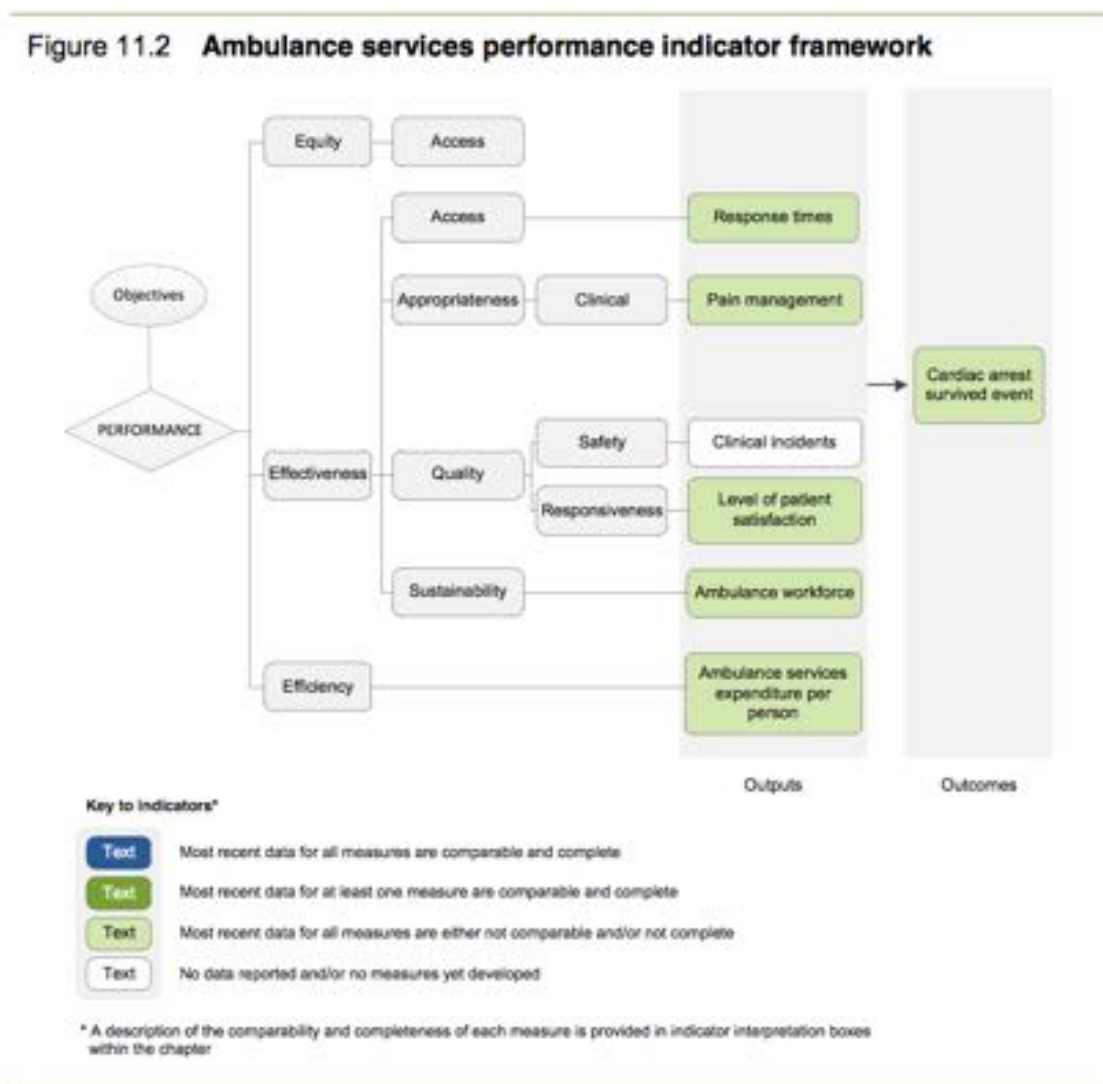 Figure 11.2 Ambulance services performance indicator framework
Equity
Access
Access
Response times
Objectives
Appropriateness
Clinical
Pain management
Cardiac arrest
survived event
PERFORMANCE
Safety
Clinical incidents
Effectiveness
Quality
Responsiveness
Level of patient
satisfaction
Sustainability
Ambulance workforce
Efficiency
Ambulance services
expenditure per
person
Outputs
Outcomes
Key to indicators*
Text Most recent data for all measures are comparable and complete
Text Most recent data for at least one measure are comparable and complete
Text Most recent data for all measures are either not comparable and/or not complete
Text No data reported and/or no measures yet developed
* A description of the comparability and completeness of each measure is provided in indicator interpretation boxes
within the chapter